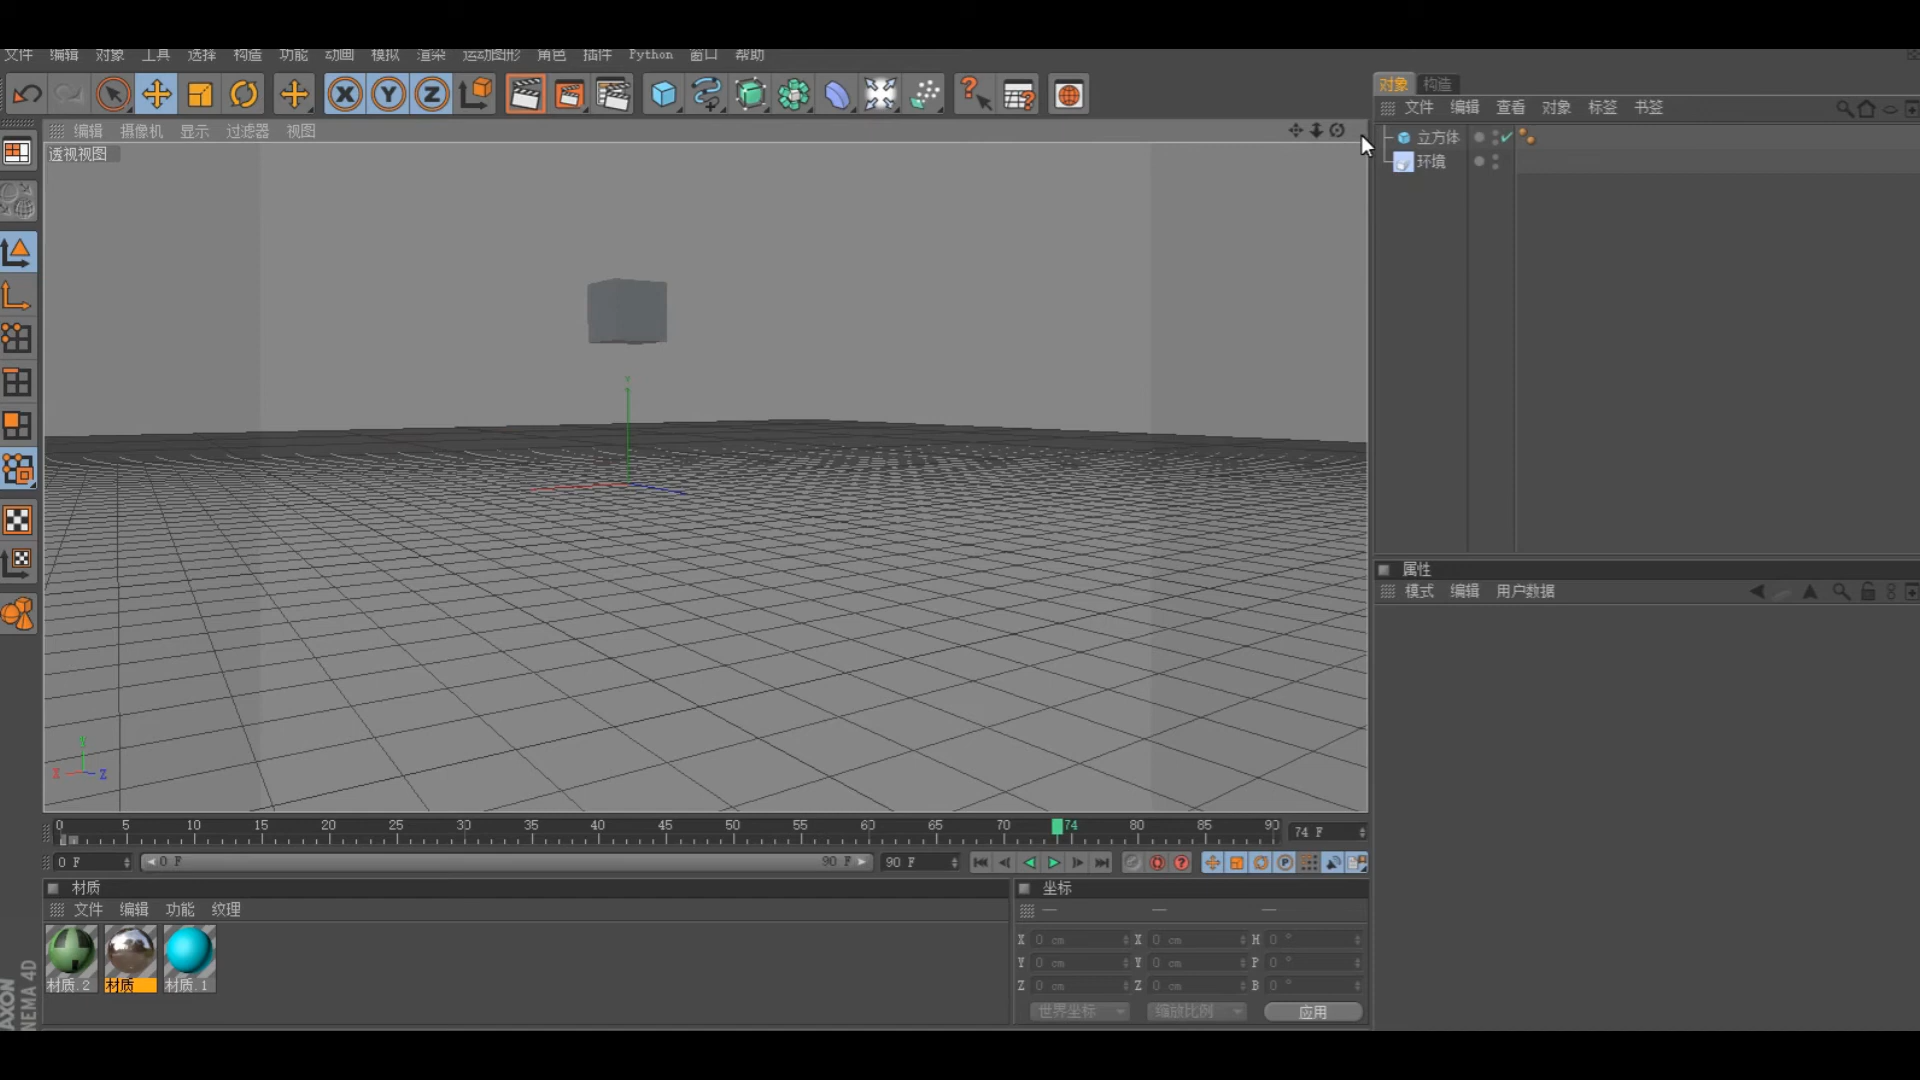 文件 编辑 对象 工具 选择 构造 功能 动画 模拟 渲染 运动图形 角色 插件 Python 窗口 帮助
X Y Z
对象 构造
文件 编辑 查看 对象 标签 书签
编辑 摄像机 显示 过滤器 视图
透视视图
立方体
环境
Y
属性
模式 编辑 用户数据
Y
X Z
0 5 10 15 20 25 30 35 40 45 50 55 60 65 70 74 80 85 90
74 F
0 F 0 F 90 F 90 F
P
材质
文件 编辑 功能 纹理
材质.2 材质 材质.1
坐标
X 0 cm X 0 cm H 0 °
Y 0 cm Y 0 cm P 0 °
Z 0 cm Z 0 cm B 0 °
世界坐标 缩放比例 应用
AXON
NEMA 4D